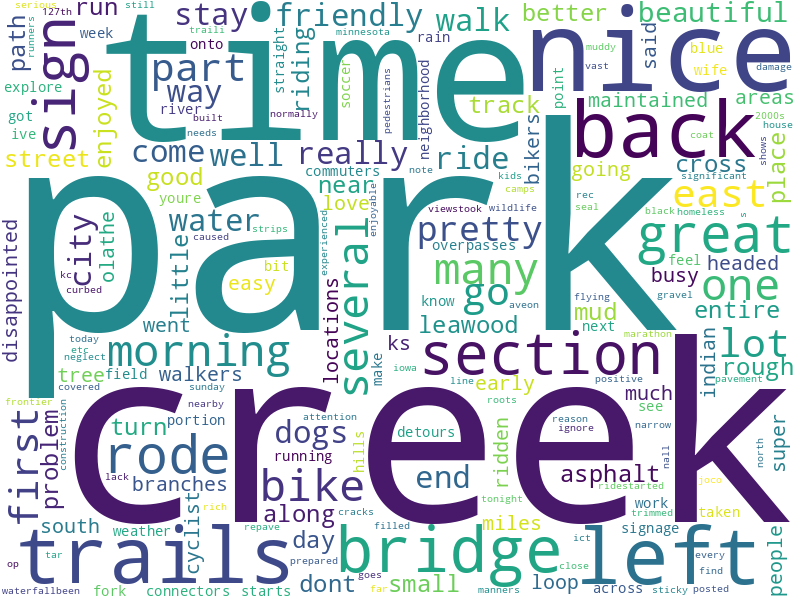 serious
still
127th
run
stay
friendly
walk
better
beautiful
path
runners
week
traili
onto
explore
got
ive
sign
enjoyed
street
time
part
way
river
built
needs
normally
straight
riding
minnesota
rain
soccer
pedestrians
neighborhood
track
bikers
nice
said
blue
wife
vast
muddy
damage
point
maintained
areas
2000s
house
shows
coat
back
come
well
really
ride
going
cross
significant
place
good
youre
near
commuters
love
note
kids
camps
rec
seal
east
black
homeless
s
disappointed
city
olathe
kc
curbed
little
water
caused
strips
bit
easy
experienced
enjoyable
viewstook
wildlife
pretty
overpasses
many
know
aveon
go
leawood
flying
gravel
mud
next
great
feel
busy
headed
one
entire
park
went
today
etc
neglect
morning
tree
field
walkers
covered
sunday
nearby
locations
several
ks
make
iowa
section
early
line
roots
marathon
positive
much
see
indian
pavement
lot
rough
super
frontier
construction
first
problem
turn
portion
rode
dogs
running
attention
hills
detours
end
ridden
reason
ignore
narrow
asphalt
nall
north
joco
lack
branches
bike
creek
south
weather
cyclist
rich
along
repave
filled
cracks
tonight
miles
ridestarted
work
trimmed
taken
signage
op
tar
trails
day
prepared
goes
bridge
ict
close
left
every
find
people
waterfallbeen
fork
connectors
starts
dont
far
small
manners
loop
across
sticky
posted